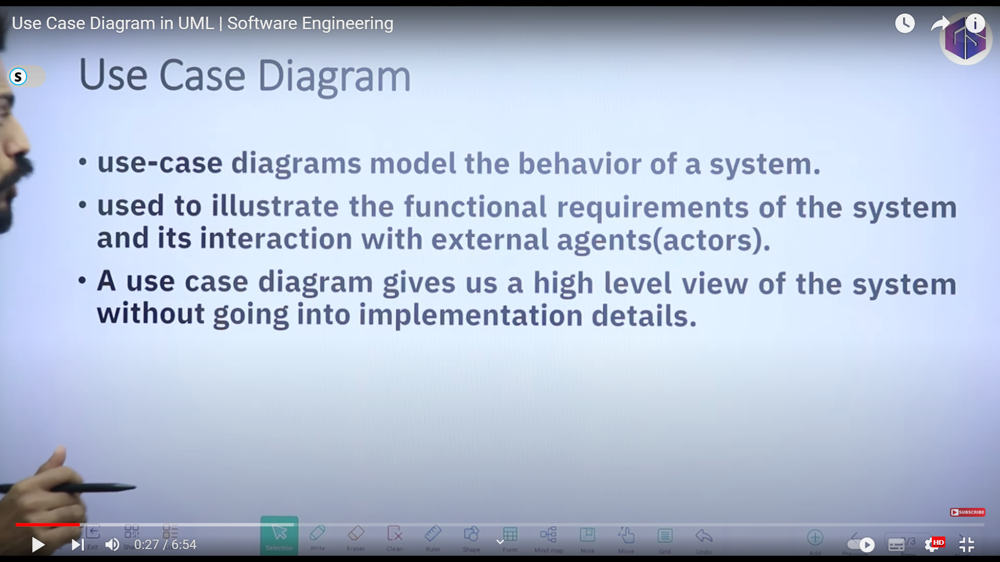 Use Case Diagram in UML | Software Engineering
S
Use Case Diagram
• use-case diagrams model the behavior of a system.
• used to illustrate the functional requirements of the system
and its interaction with external agents(actors).
• A use case diagram gives us a high level view of the system
without going into implementation details.
SUBSCRIBE
0:27 / 6:54
Exit
Selection
Write
Eraser
Clean
Ruler
Shape
Form
Mind map
Note
Move
Grid
Undo
Add
Previous
/3
Page
HD